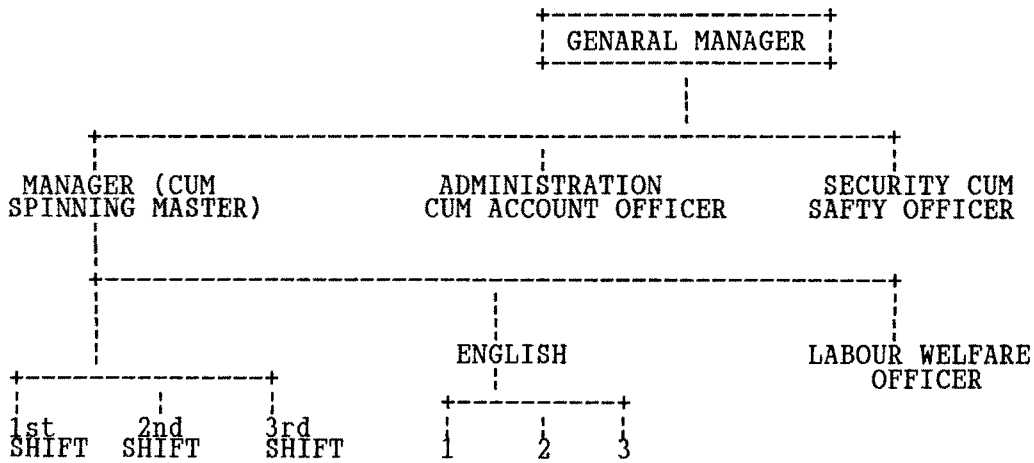 GENARAL MANAGER
MANAGER (CUM
SPINNING MASTER)
ADMINISTRATION
CUM ACCOUNT OFFICER
SECURITY CUM
SAFTY OFFICER
ENGLISH
LABOUR WELFARE
OFFICER
1st
SHIFT
2nd
SHIFT
3rd
SHIFT
1
2
3